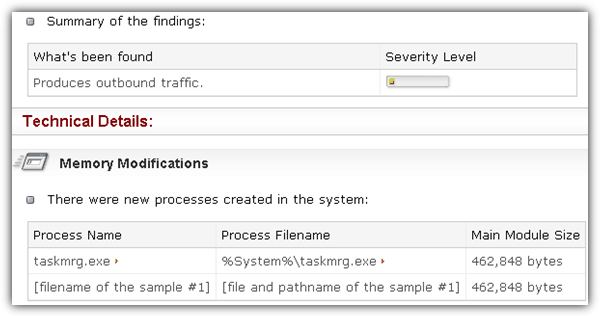 Summary of the findings:
What's been found Severity Level
Produces outbound traffic.
Technical Details:
Memory Modifications
There were new processes created in the system:
Process Name Process Filename Main Module Size
taskmrg.exe %System%\taskmrg.exe 462,848 bytes
[filename of the sample #1] [file and pathname of the sample #1] 462,848 bytes